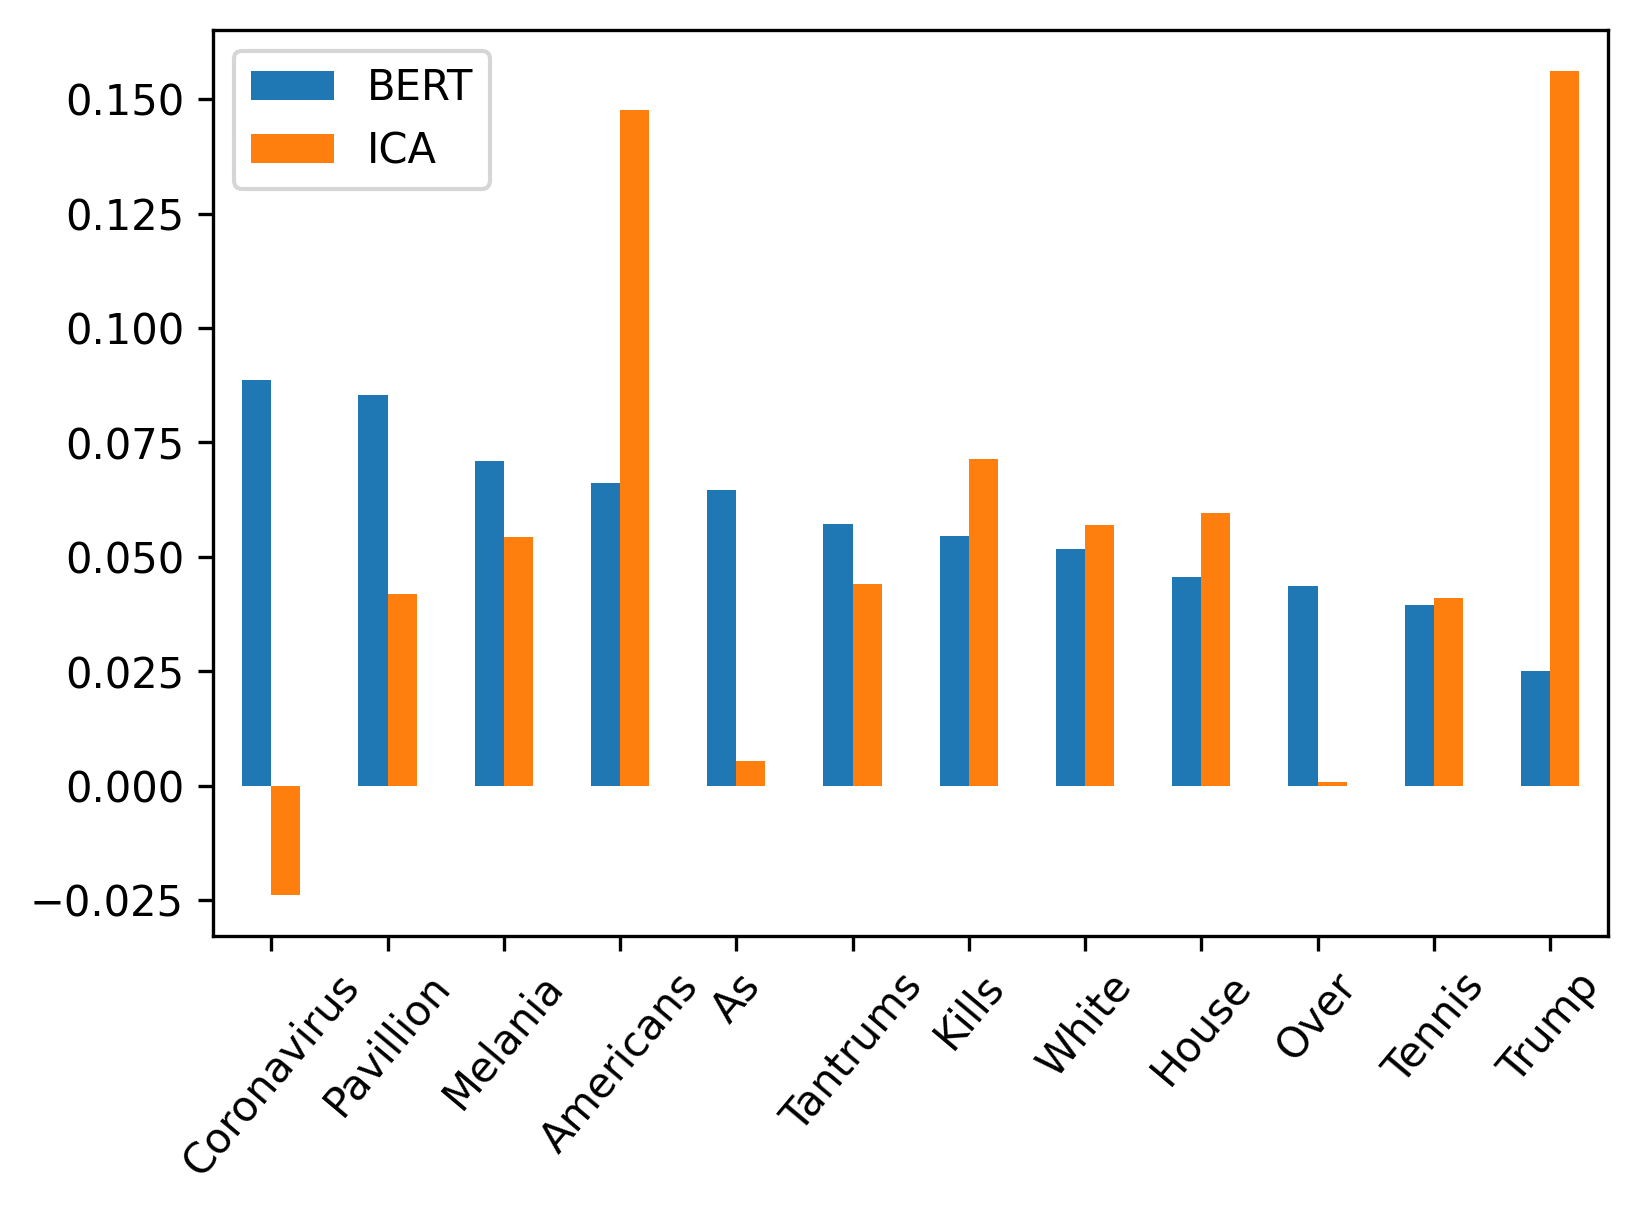 BERT
ICA
0.150
0.125
0.100
0.075
0.050
0.025
0.000
−0.025
Coronavirus
Pavillion
Melania
Americans
As
Tantrums
Kills
White
House
Over
Tennis
Trump